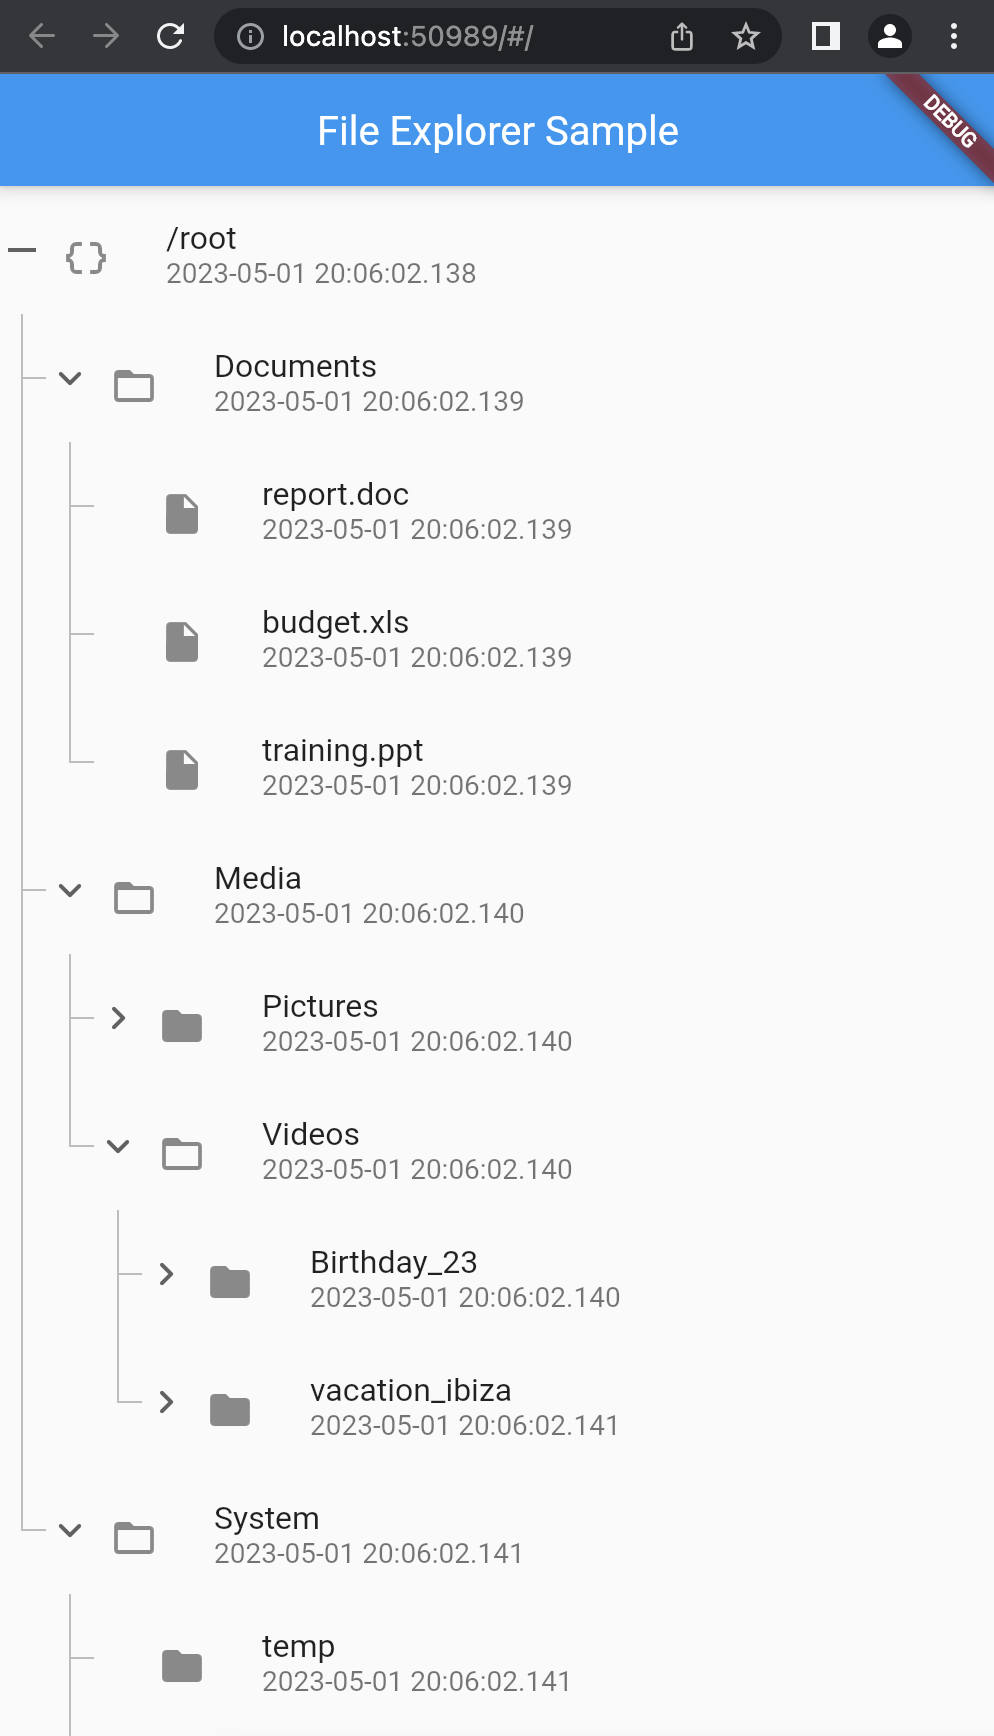 localhost:50989/#/
File Explorer Sample
DEBUG
/root
2023-05-01 20:06:02.138
Documents
2023-05-01 20:06:02.139
report.doc
2023-05-01 20:06:02.139
budget.xls
2023-05-01 20:06:02.139
training.ppt
2023-05-01 20:06:02.139
Media
2023-05-01 20:06:02.140
Pictures
2023-05-01 20:06:02.140
Videos
2023-05-01 20:06:02.140
Birthday_23
2023-05-01 20:06:02.140
vacation_ibiza
2023-05-01 20:06:02.141
System
2023-05-01 20:06:02.141
temp
2023-05-01 20:06:02.141